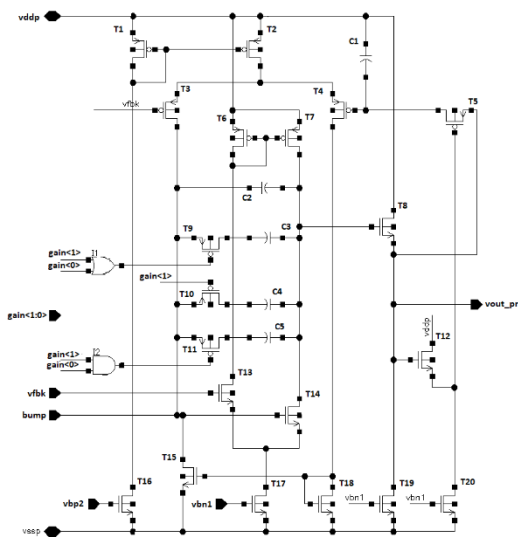 vddp
T1
T2
C1
T3
T4
T5
vfbk
T6
T7
C2
T8
T9
C3
gain<1>
I1
gain<0>
gain<1>
T10
C4
vout_pr
gain<1:0>
vddp
T12
C5
gain<1>
I2
gain<0>
T11
T13
vfbk
T14
bump
T15
T16
T17
T18
T19
T20
vbp2
vbn1
vbn1
vbn1
vssp